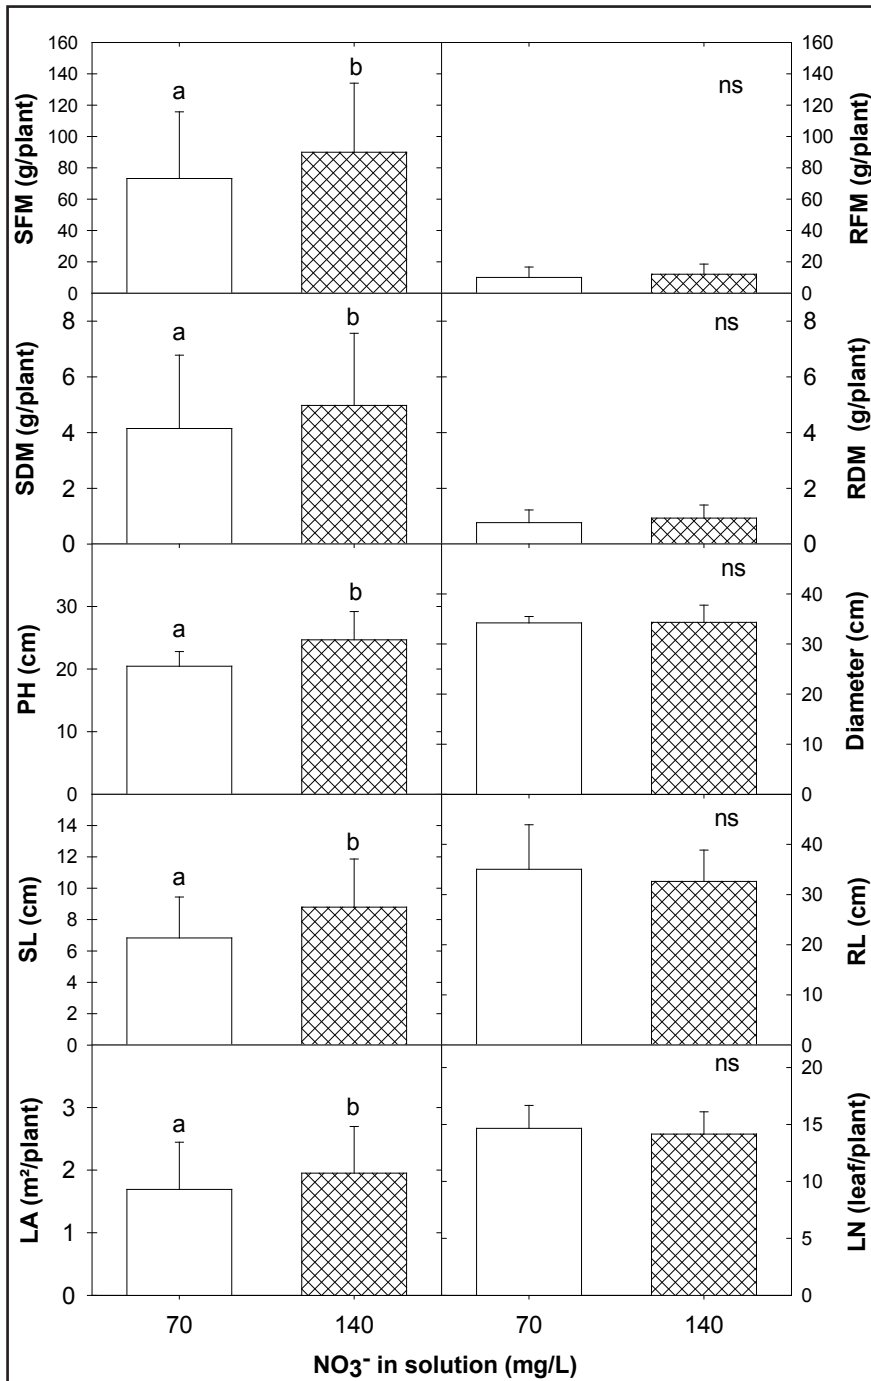 SFM (g/plant)
160
140
120
100
80
60
40
20
0
a
b
ns
160
140
120
100
80
60
40
20
0
RFM (g/plant)
SDM (g/plant)
8
6
4
2
0
a
b
ns
8
6
4
2
0
RDM (g/plant)
PH (cm)
30
20
10
0
a
b
ns
40
30
20
10
0
Diameter (cm)
SL (cm)
14
12
10
8
6
4
2
0
a
b
ns
40
30
20
10
0
RL (cm)
LA (m²/plant)
3
2
1
0
a
b
ns
20
15
10
5
0
LN (leaf/plant)
70 140 70 140
NO3- in solution (mg/L)